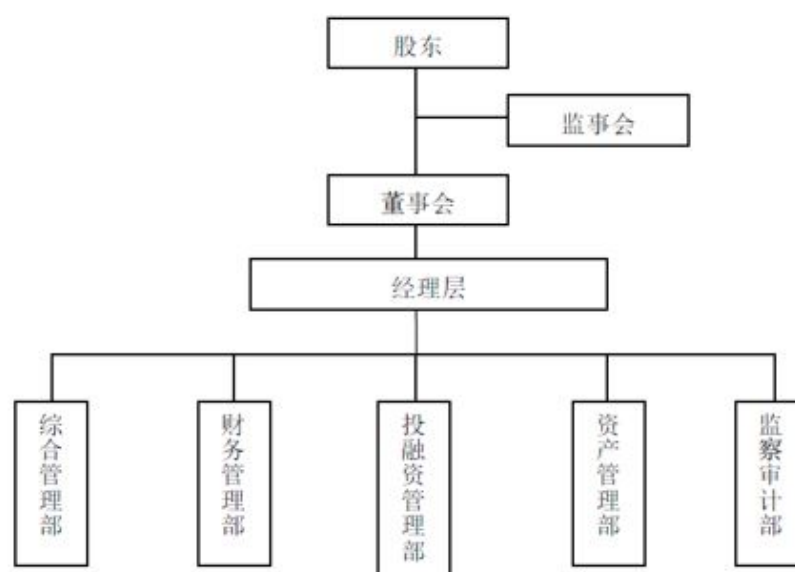 股东
监事会
董事会
经理层
综合管理部
财务管理部
投融资管理部
资产管理部
监察审计部